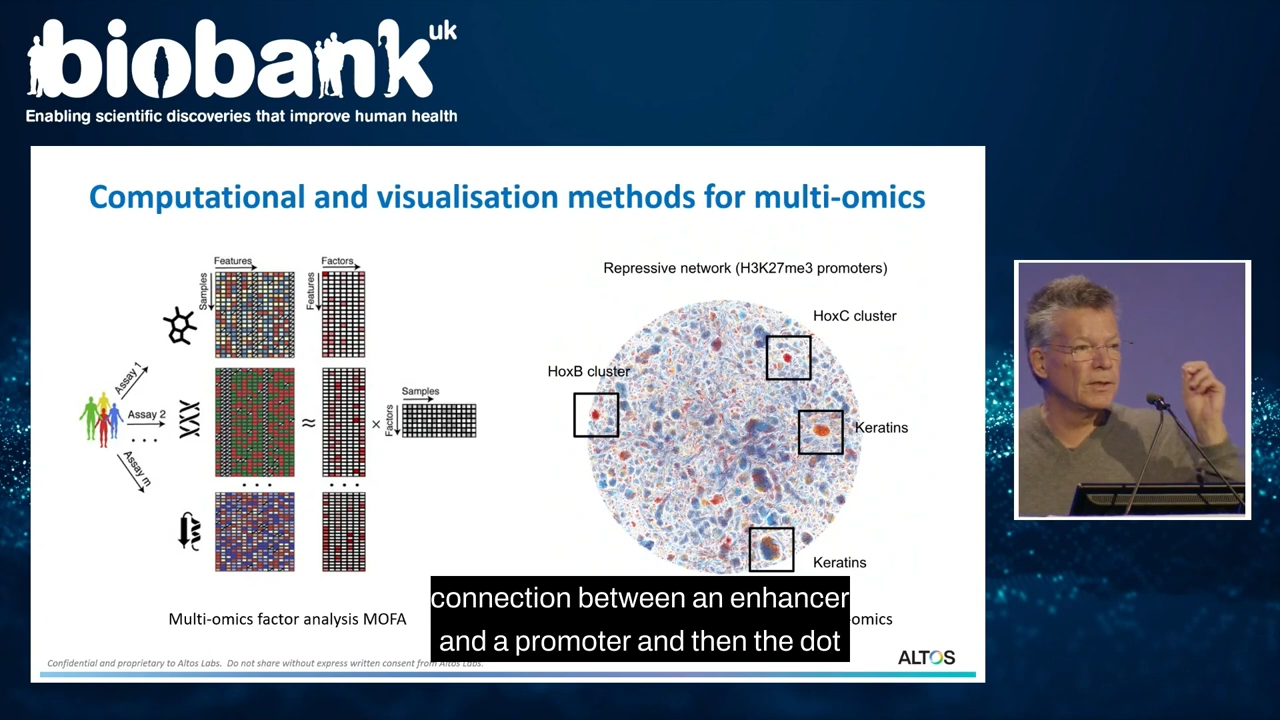 biobank uk
Enabling scientific discoveries that improve human health
Computational and visualisation methods for multi-omics
Features
Samples
Factors
Features
Assay 1
Assay 2
Assay m
≈
×
Samples
Factors
Multi-omics factor analysis MOFA
Repressive network (H3K27me3 promoters)
HoxC cluster
HoxB cluster
Keratins
Keratins
-omics
connection between an enhancer
and a promoter and then the dot
Confidential and proprietary to Altos Labs. Do not share without express written consent from Altos Labs.
ALTOS